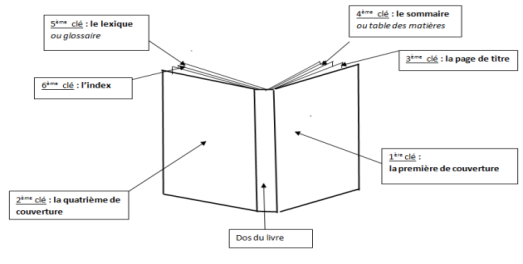 5ème clé : le lexique
ou glossaire
4ème clé : le sommaire
ou table des matières
3ème clé : la page de titre
6ème clé : l'index
1ère clé :
la première de couverture
2ème clé : la quatrième de
couverture
Dos du livre